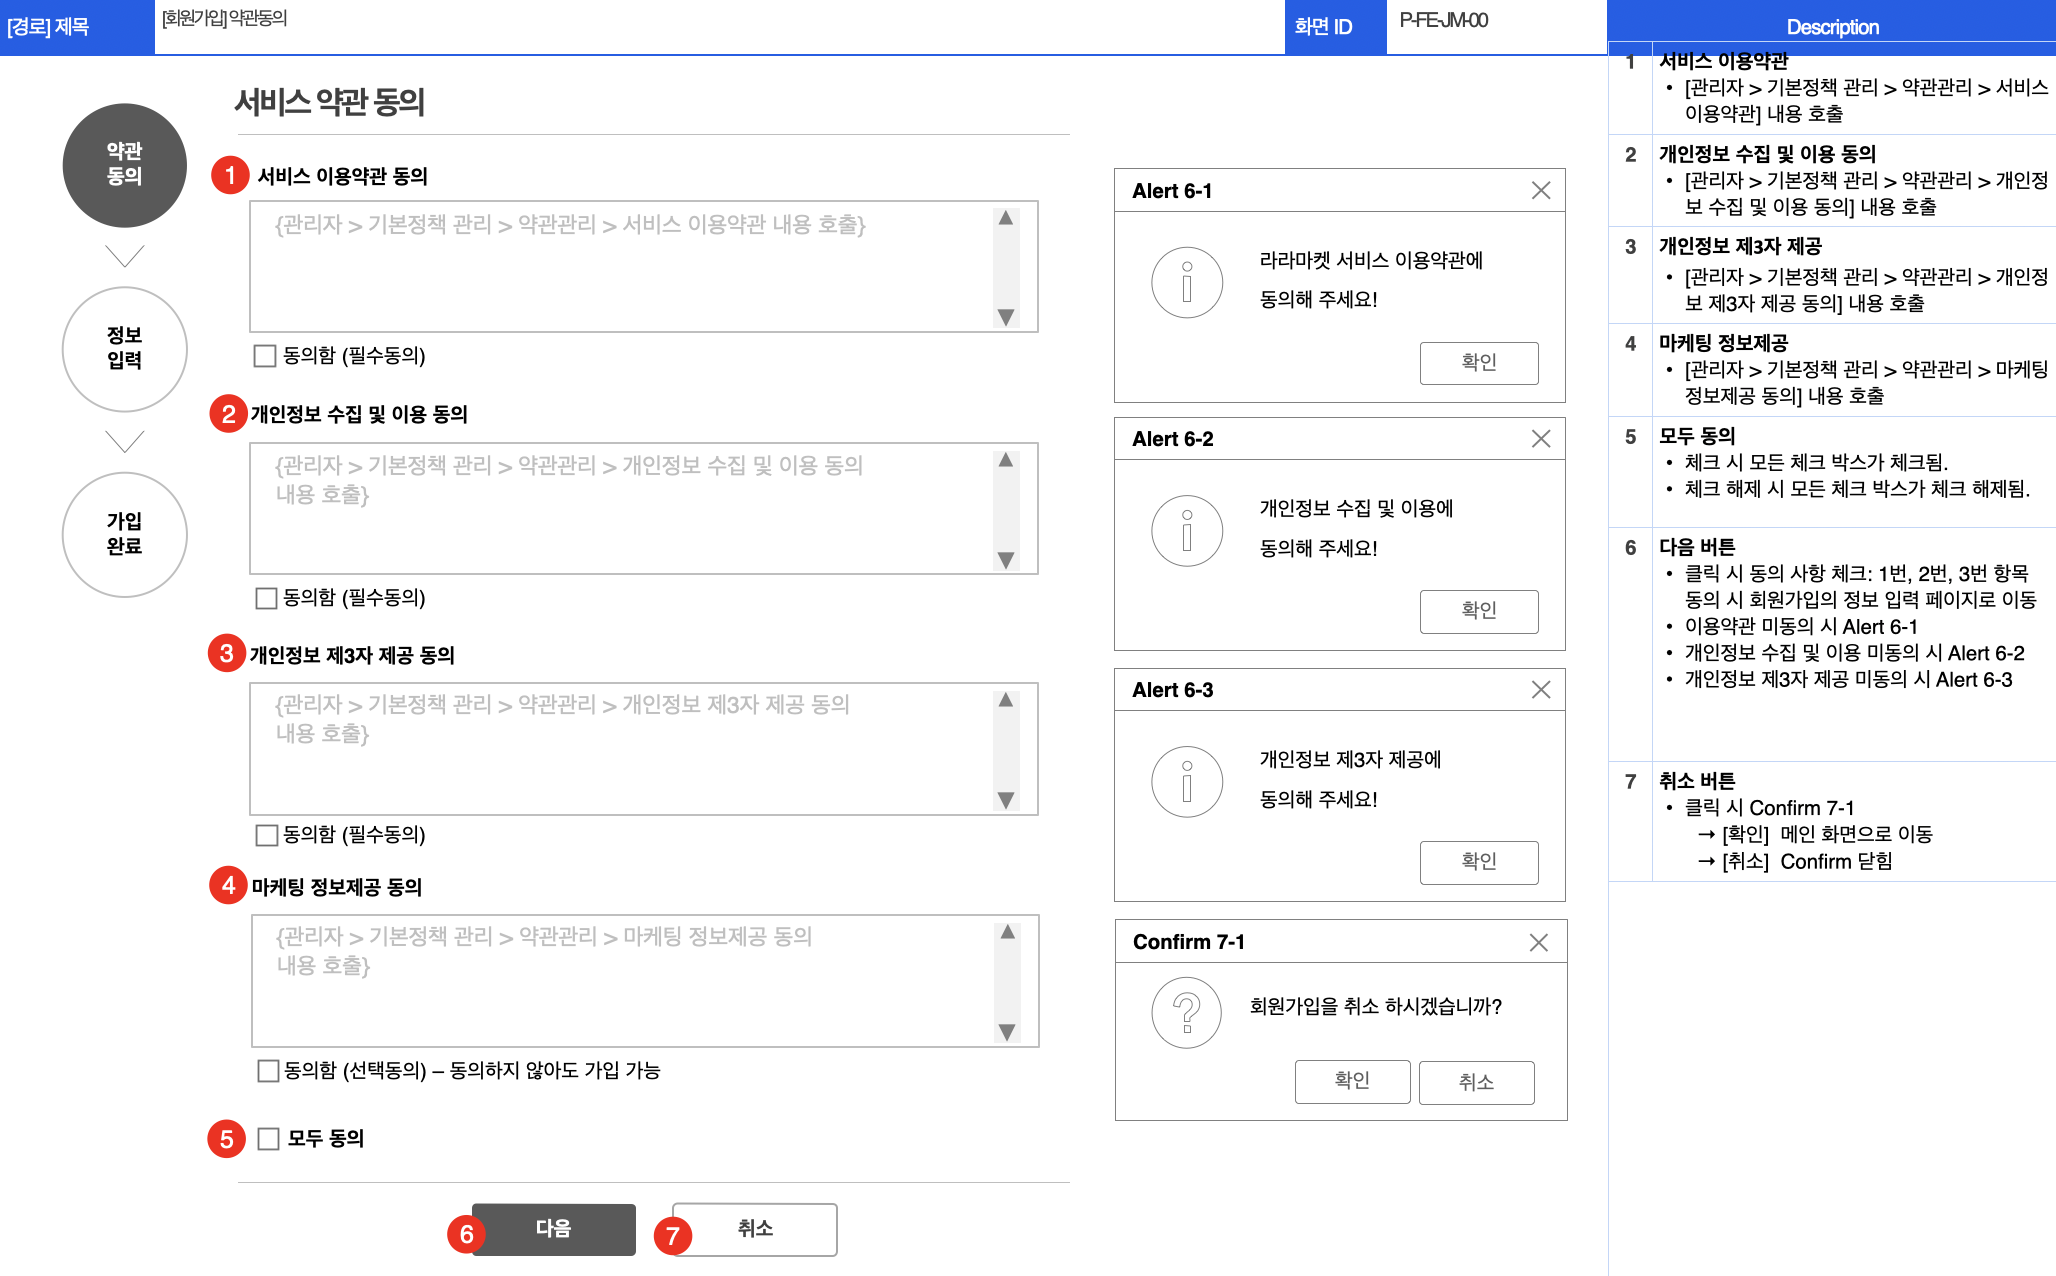 [경로] 제목
[회원가입] 약관동의
화면 ID
P-FE-JM-00
Description
약관
동의
정보
입력
가입
완료
서비스 약관 동의
1 서비스 이용약관 동의
{관리자 > 기본정책 관리 > 약관관리 > 서비스 이용약관 내용 호출}
동의함 (필수동의)
2 개인정보 수집 및 이용 동의
{관리자 > 기본정책 관리 > 약관관리 > 개인정보 수집 및 이용 동의
내용 호출}
동의함 (필수동의)
3 개인정보 제3자 제공 동의
{관리자 > 기본정책 관리 > 약관관리 > 개인정보 제3자 제공 동의
내용 호출}
동의함 (필수동의)
4 마케팅 정보제공 동의
{관리자 > 기본정책 관리 > 약관관리 > 마케팅 정보제공 동의
내용 호출}
동의함 (선택동의) – 동의하지 않아도 가입 가능
5 모두 동의
6 다음
7 취소
Alert 6-1
라라마켓 서비스 이용약관에
동의해 주세요!
확인
Alert 6-2
개인정보 수집 및 이용에
동의해 주세요!
확인
Alert 6-3
개인정보 제3자 제공에
동의해 주세요!
확인
Confirm 7-1
회원가입을 취소 하시겠습니까?
확인
취소
1 서비스 이용약관
• [관리자 > 기본정책 관리 > 약관관리 > 서비스
이용약관] 내용 호출
2 개인정보 수집 및 이용 동의
• [관리자 > 기본정책 관리 > 약관관리 > 개인정
보 수집 및 이용 동의] 내용 호출
3 개인정보 제3자 제공
• [관리자 > 기본정책 관리 > 약관관리 > 개인정
보 제3자 제공 동의] 내용 호출
4 마케팅 정보제공
• [관리자 > 기본정책 관리 > 약관관리 > 마케팅
정보제공 동의] 내용 호출
5 모두 동의
• 체크 시 모든 체크 박스가 체크됨.
• 체크 해제 시 모든 체크 박스가 체크 해제됨.
6 다음 버튼
• 클릭 시 동의 사항 체크: 1번, 2번, 3번 항목
동의 시 회원가입의 정보 입력 페이지로 이동
• 이용약관 미동의 시 Alert 6-1
• 개인정보 수집 및 이용 미동의 시 Alert 6-2
• 개인정보 제3자 제공 미동의 시 Alert 6-3
7 취소 버튼
• 클릭 시 Confirm 7-1
→ [확인] 메인 화면으로 이동
→ [취소] Confirm 닫힘